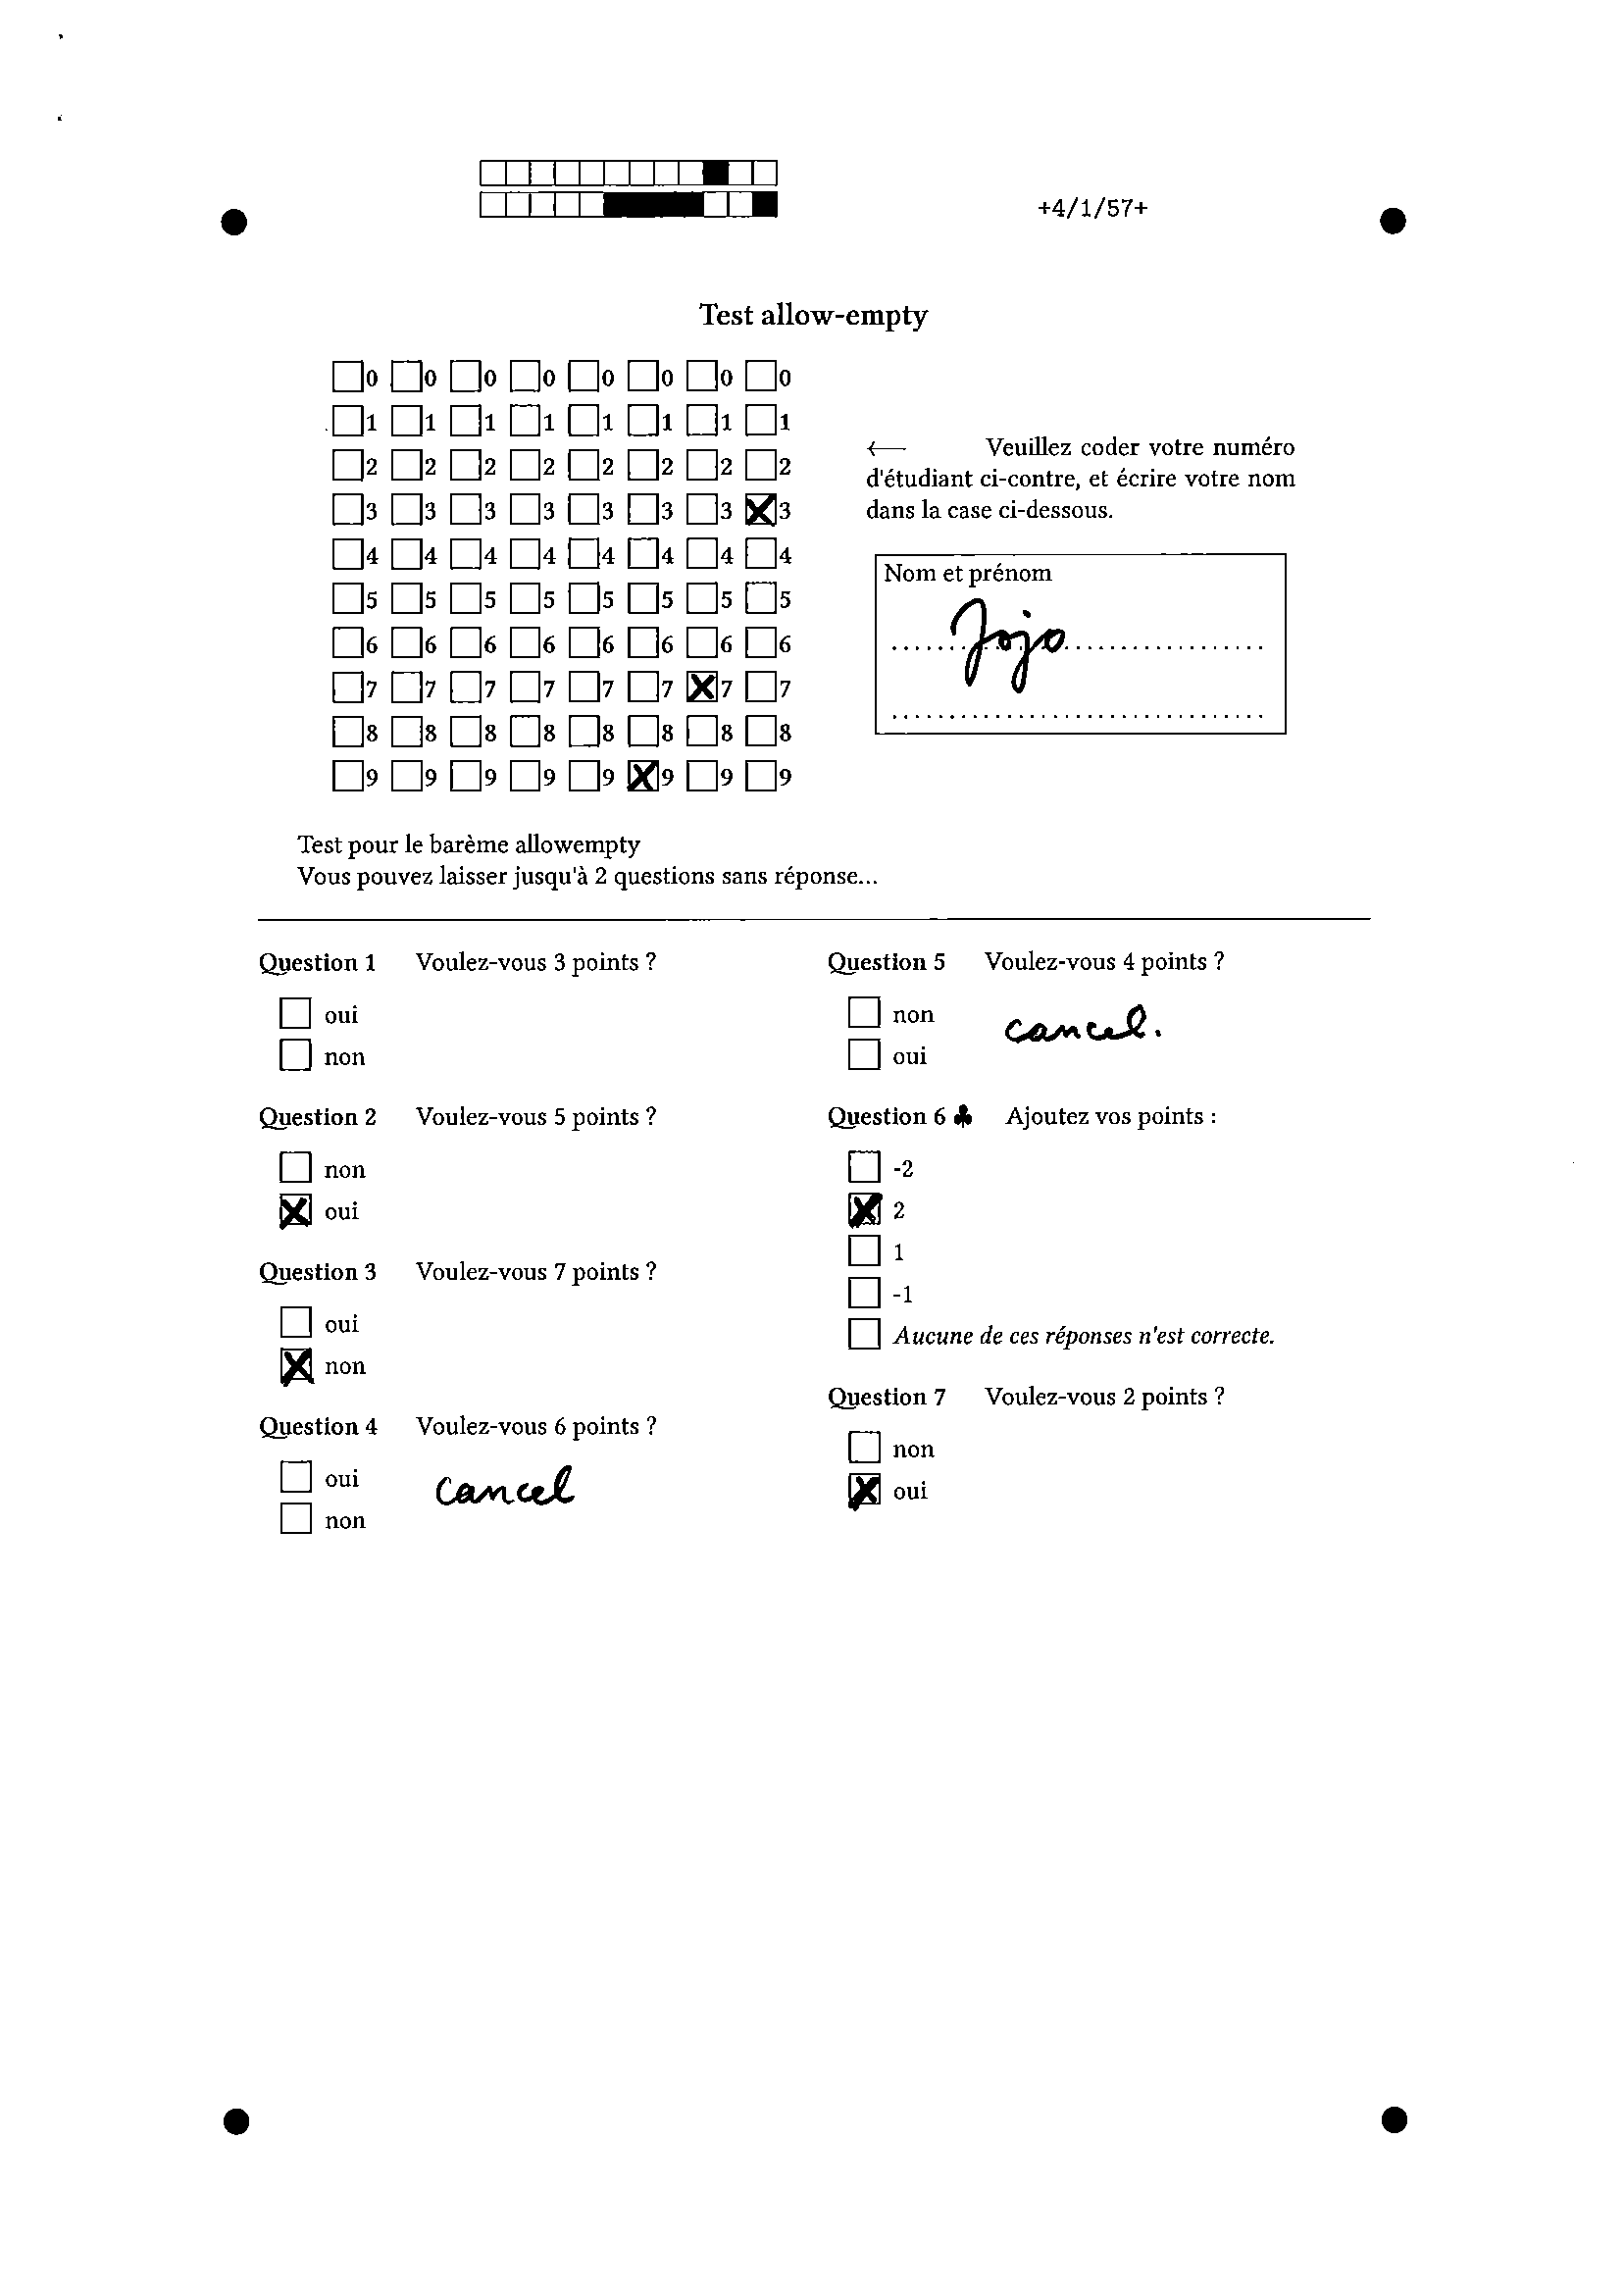 +4/1/57+
Test allow-empty
0 0 0 0 0 0 0 0
1 1 1 1 1 1 1 1
2 2 2 2 2 2 2 2
3 3 3 3 3 3 3 3
4 4 4 4 4 4 4 4
5 5 5 5 5 5 5 5
6 6 6 6 6 6 6 6
7 7 7 7 7 7 7 7
8 8 8 8 8 8 8 8
9 9 9 9 9 9 9 9
← Veuillez coder votre numéro
d'étudiant ci-contre, et écrire votre nom
dans la case ci-dessous.
Nom et prénom
Jojo
Test pour le barème allowempty
Vous pouvez laisser jusqu'à 2 questions sans réponse...
Question 1 Voulez-vous 3 points ?
oui
non
Question 2 Voulez-vous 5 points ?
non
oui
Question 3 Voulez-vous 7 points ?
oui
non
Question 4 Voulez-vous 6 points ?
oui
cancel
non
Question 5 Voulez-vous 4 points ?
non
cancel.
oui
Question 6 ♣ Ajoutez vos points :
-2
2
1
-1
Aucune de ces réponses n'est correcte.
Question 7 Voulez-vous 2 points ?
non
oui